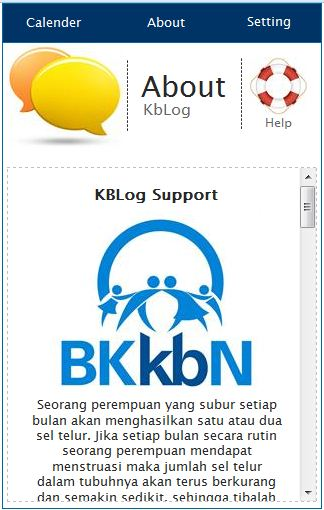 Calender About Setting
About
KbLog
Help
KBLog Support
BKkbN
Seorang perempuan yang subur setiap
bulan akan menghasilkan satu atau dua
sel telur. Jika setiap bulan secara rutin
seorang perempuan mendapat
menstruasi maka jumlah sel telur
dalam tubuhnya akan terus berkurang
dan semakin sedikit, sehingga tibalah